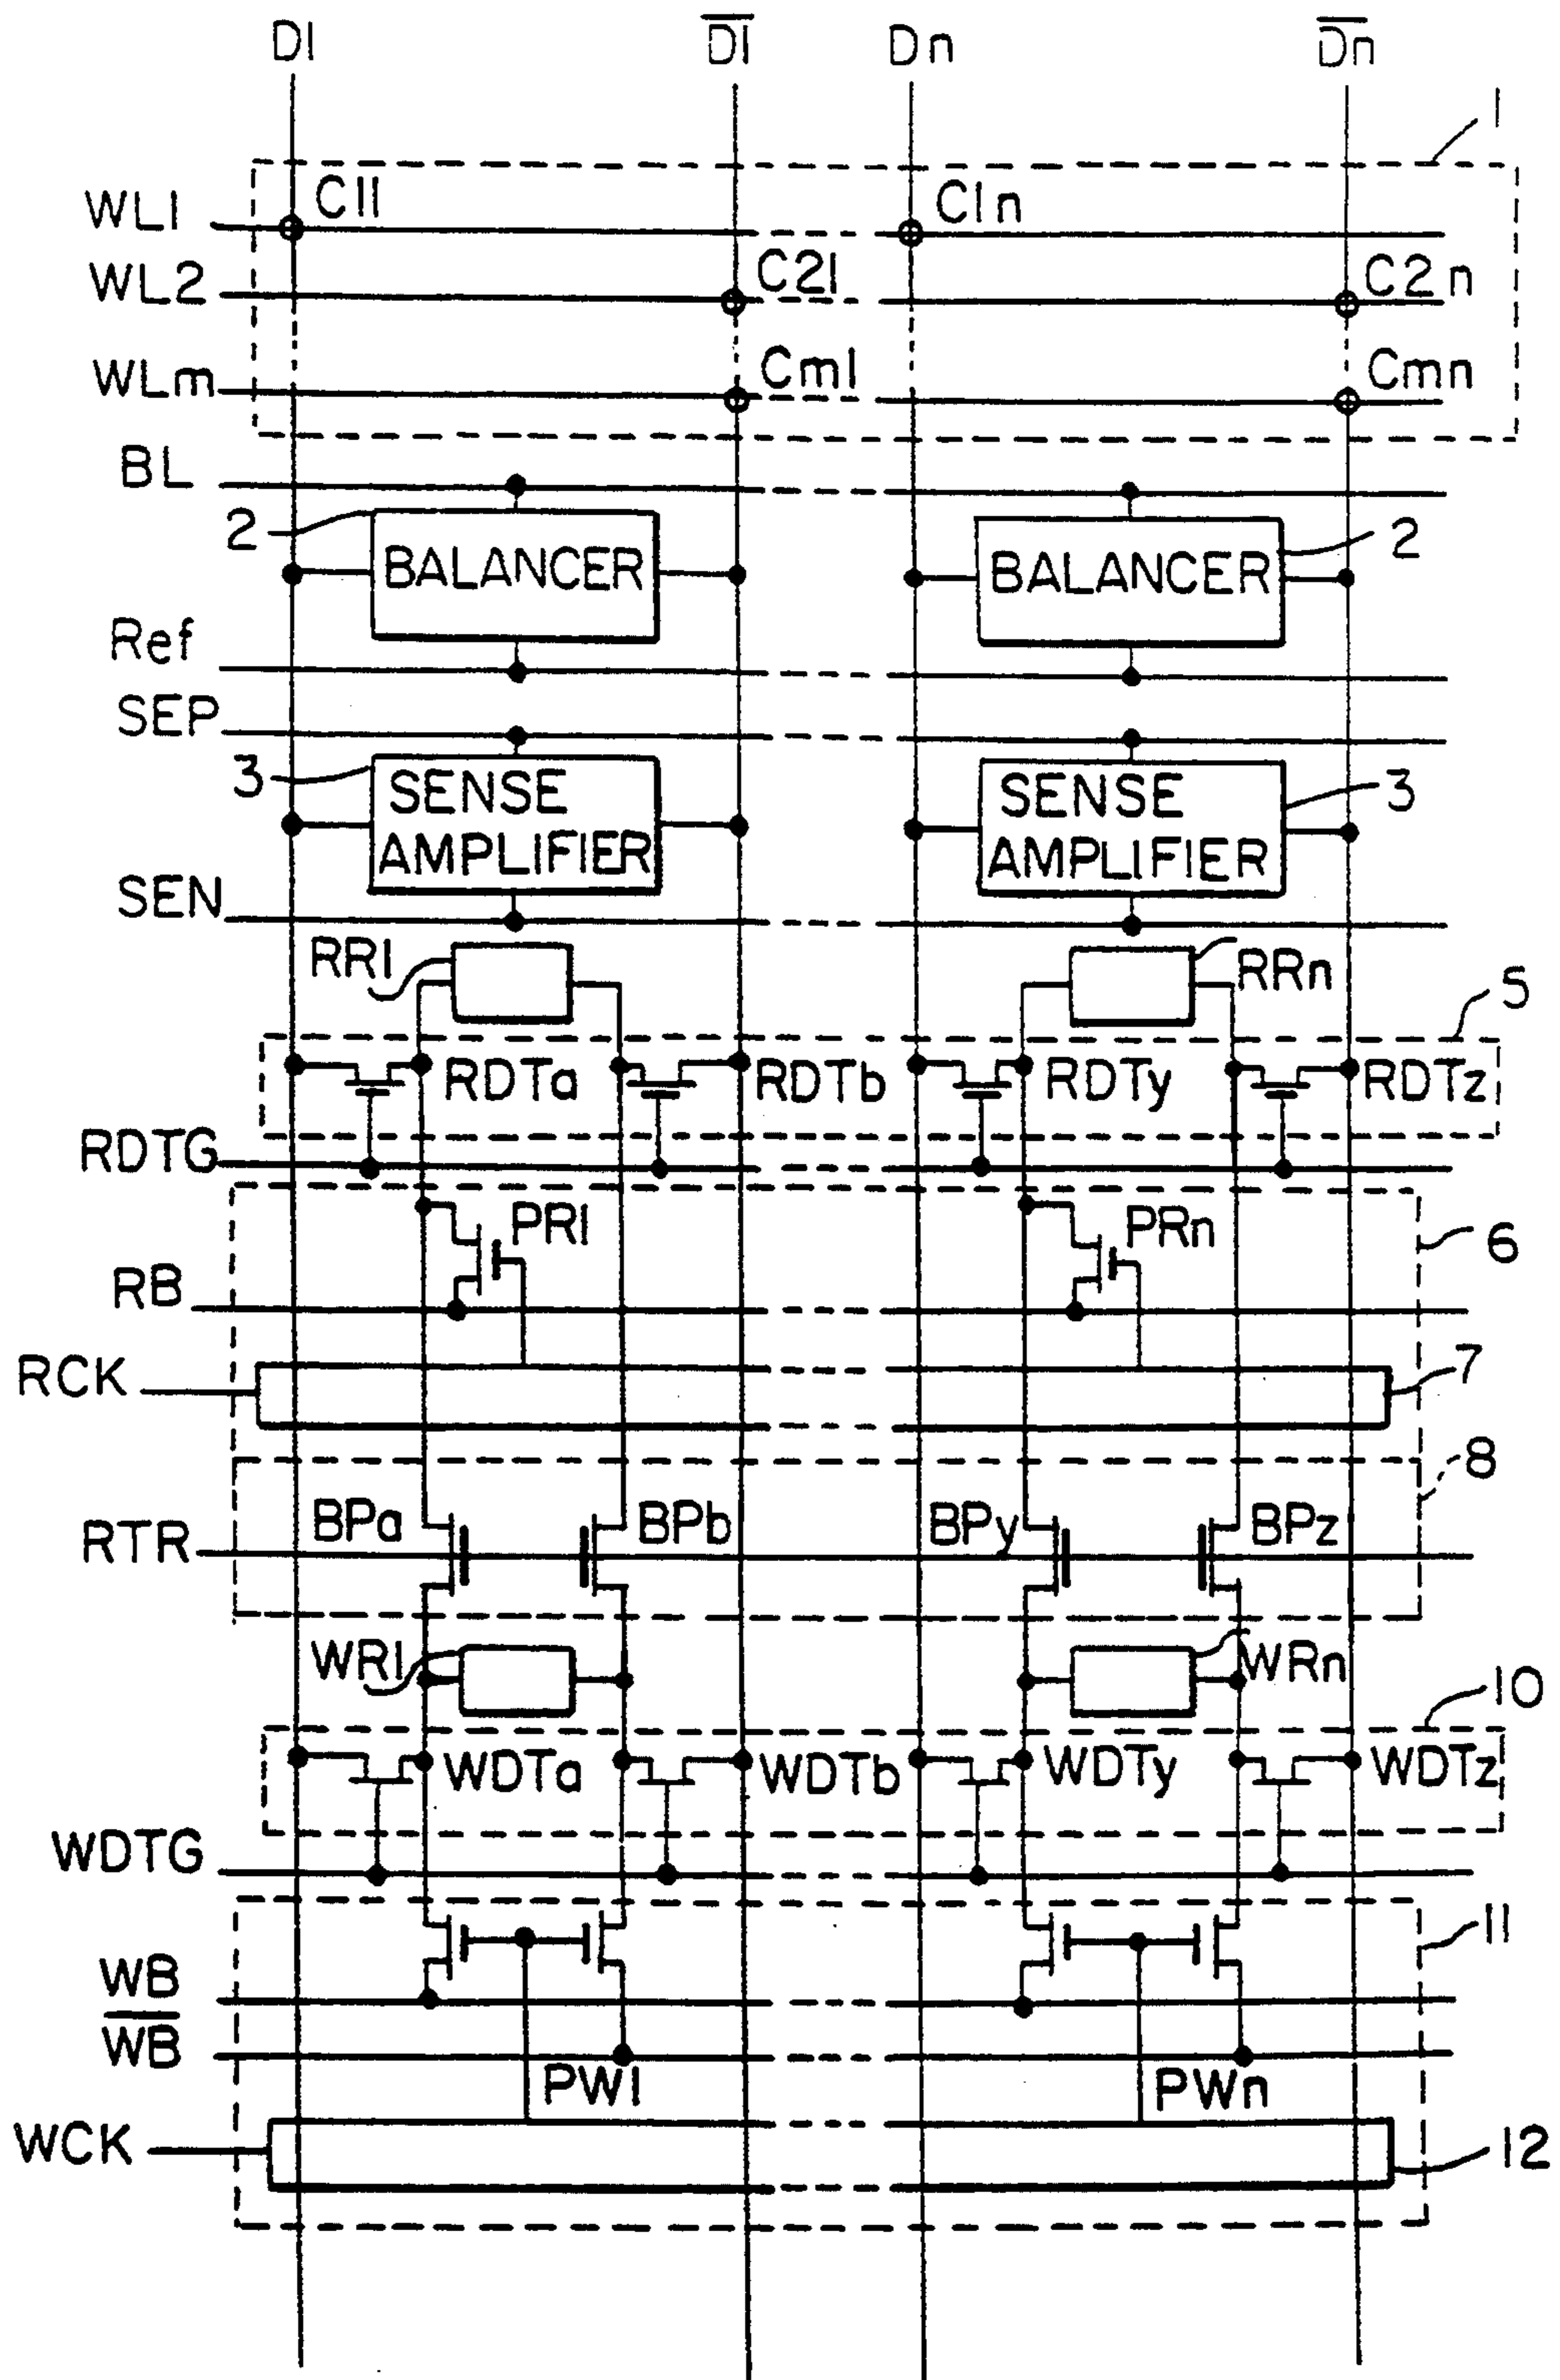 D1 D̅1̅ Dn D̅n̅
1
WL1 C11 C1n
WL2 C21 C2n
WLm Cm1 Cmn
BL
2 BALANCER BALANCER 2
Ref
SEP
3 SENSE AMPLIFIER SENSE AMPLIFIER 3
SEN
RR1 RRn
5
RDTa RDTb RDTy RDTz
RDTG
PR1 PRn 6
RB
RCK 7
8
BPa BPb BPy BPz
RTR
WR1 WRn
10
WDTa WDTb WDTy WDTz
WDTG
11
WB
W̅B̅
PW1 PWn
WCK 12